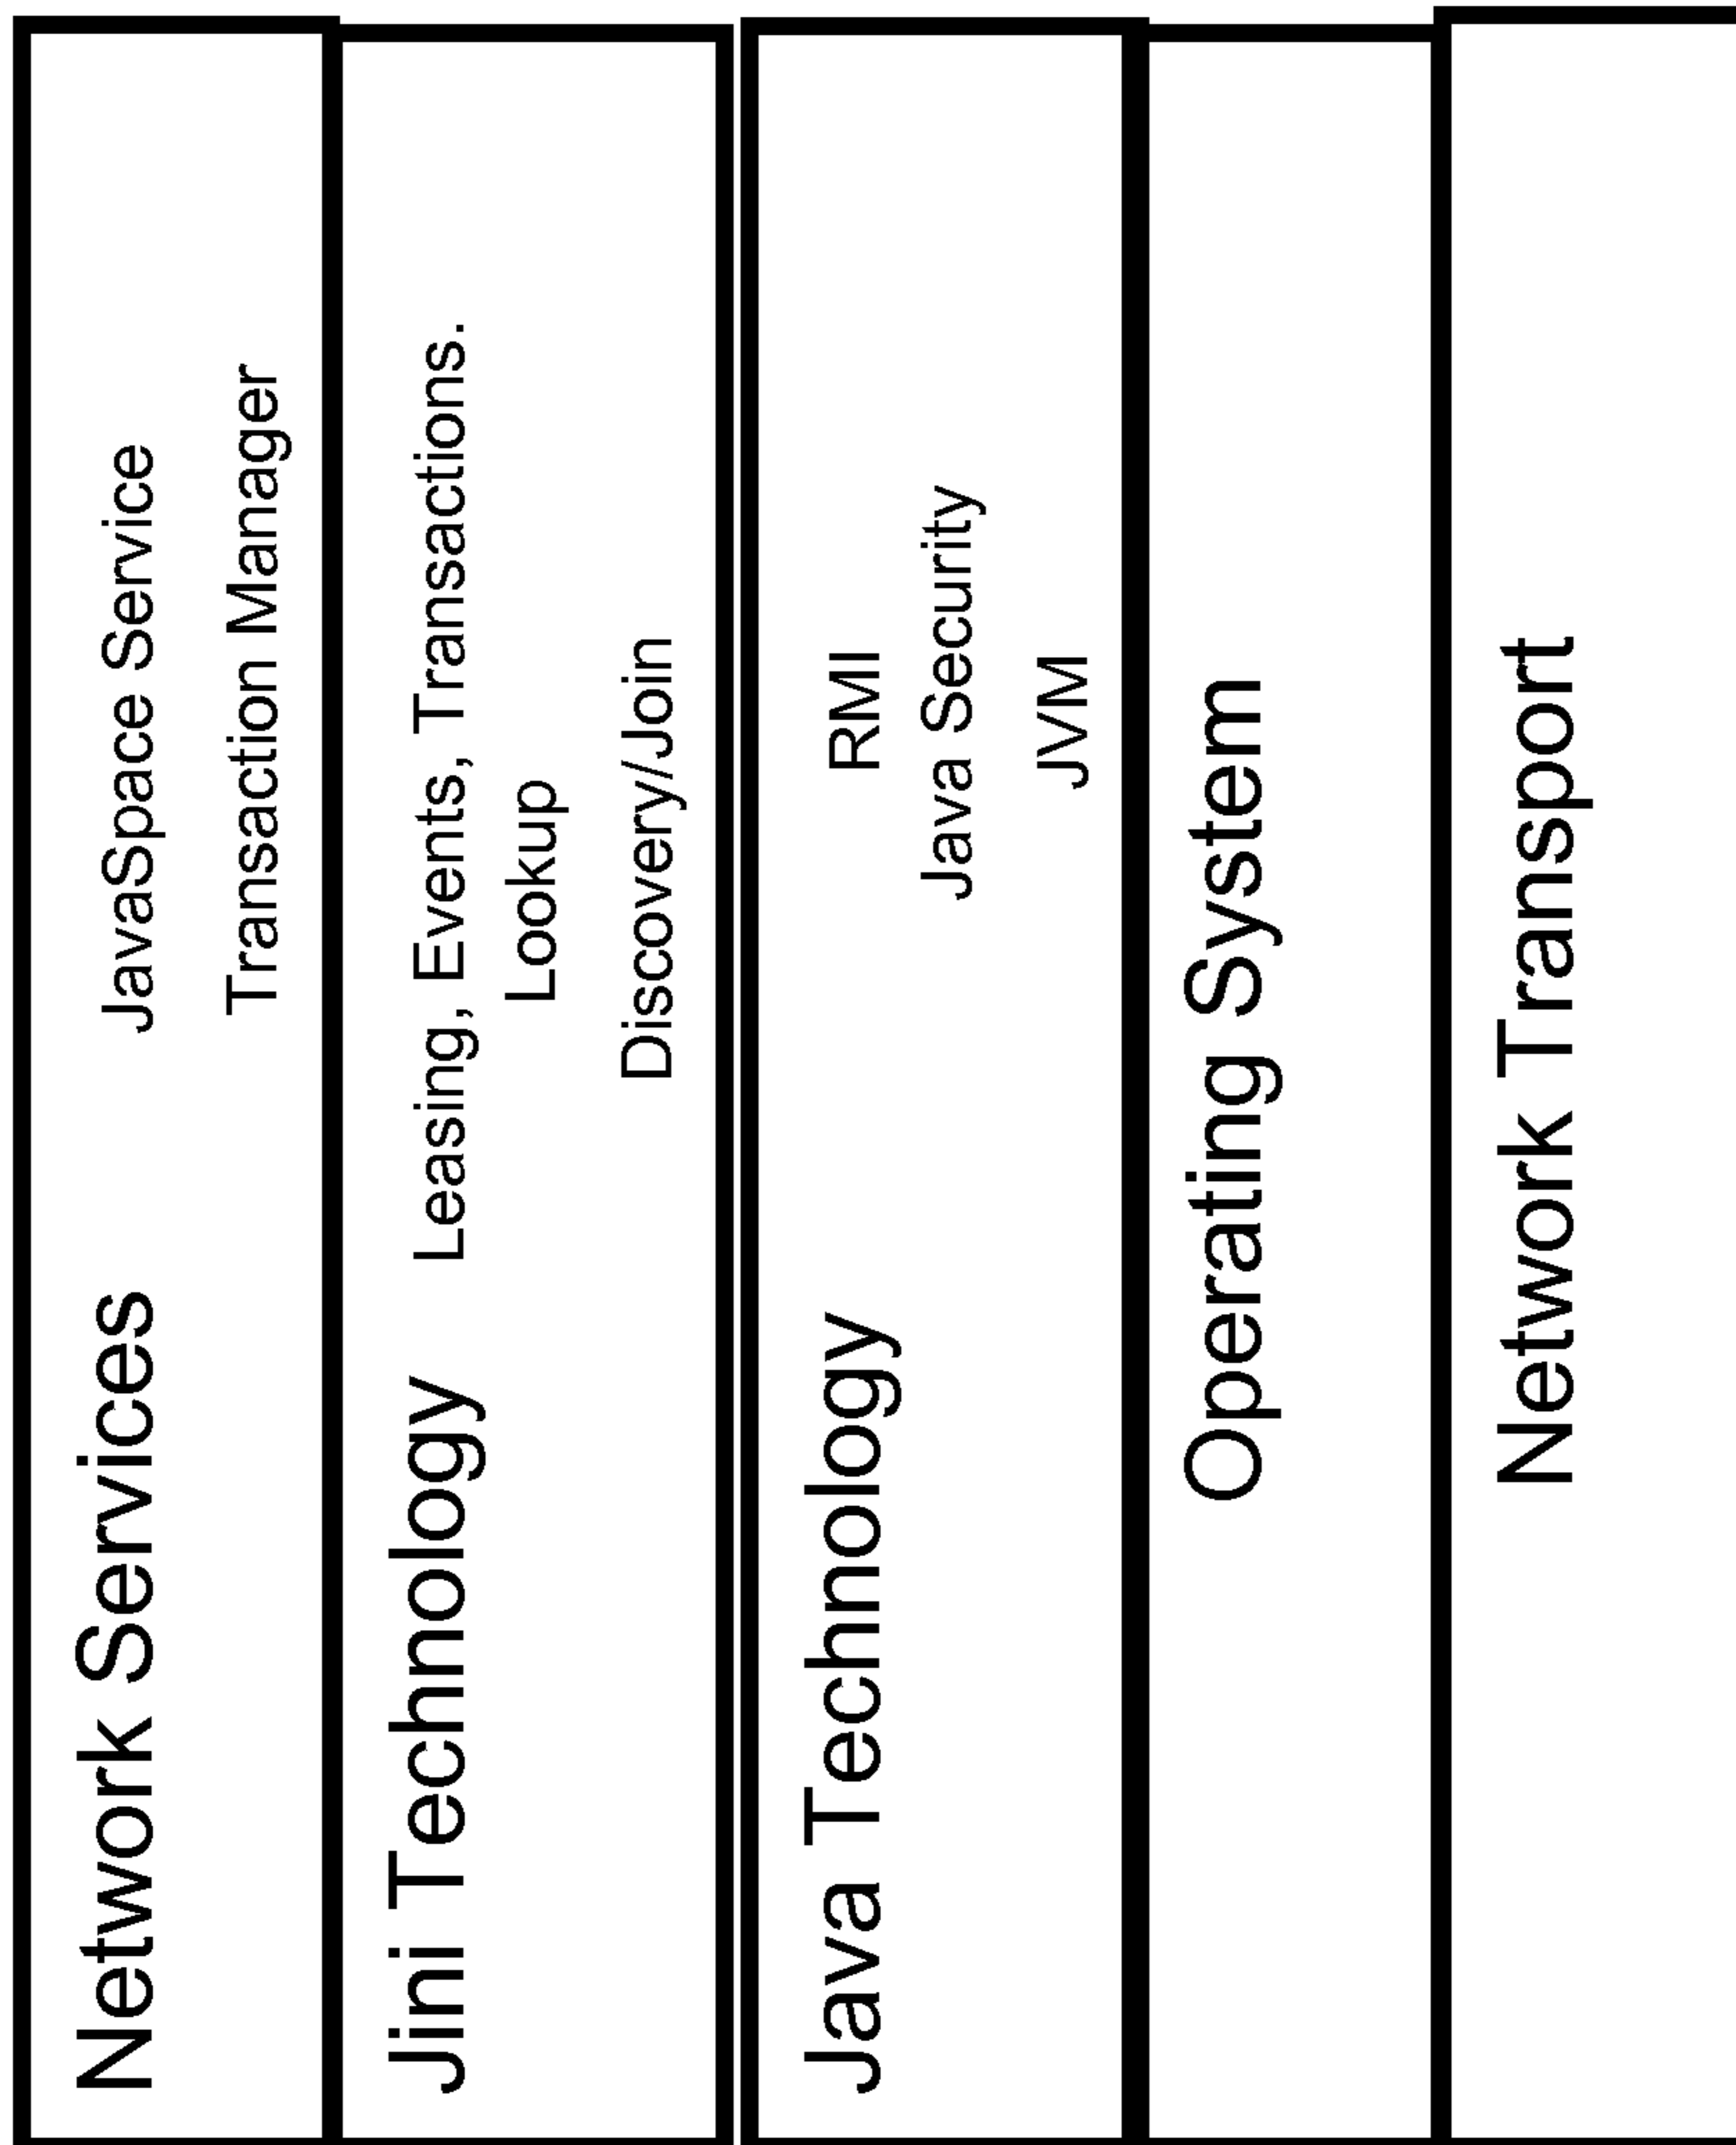 Network Services JavaSpace Service
Transaction Manager
Jini Technology Leasing, Events, Transactions.
Lookup
Discovery/Join
Java Technology RMI
Java Security
JVM
Operating System
Network Transport